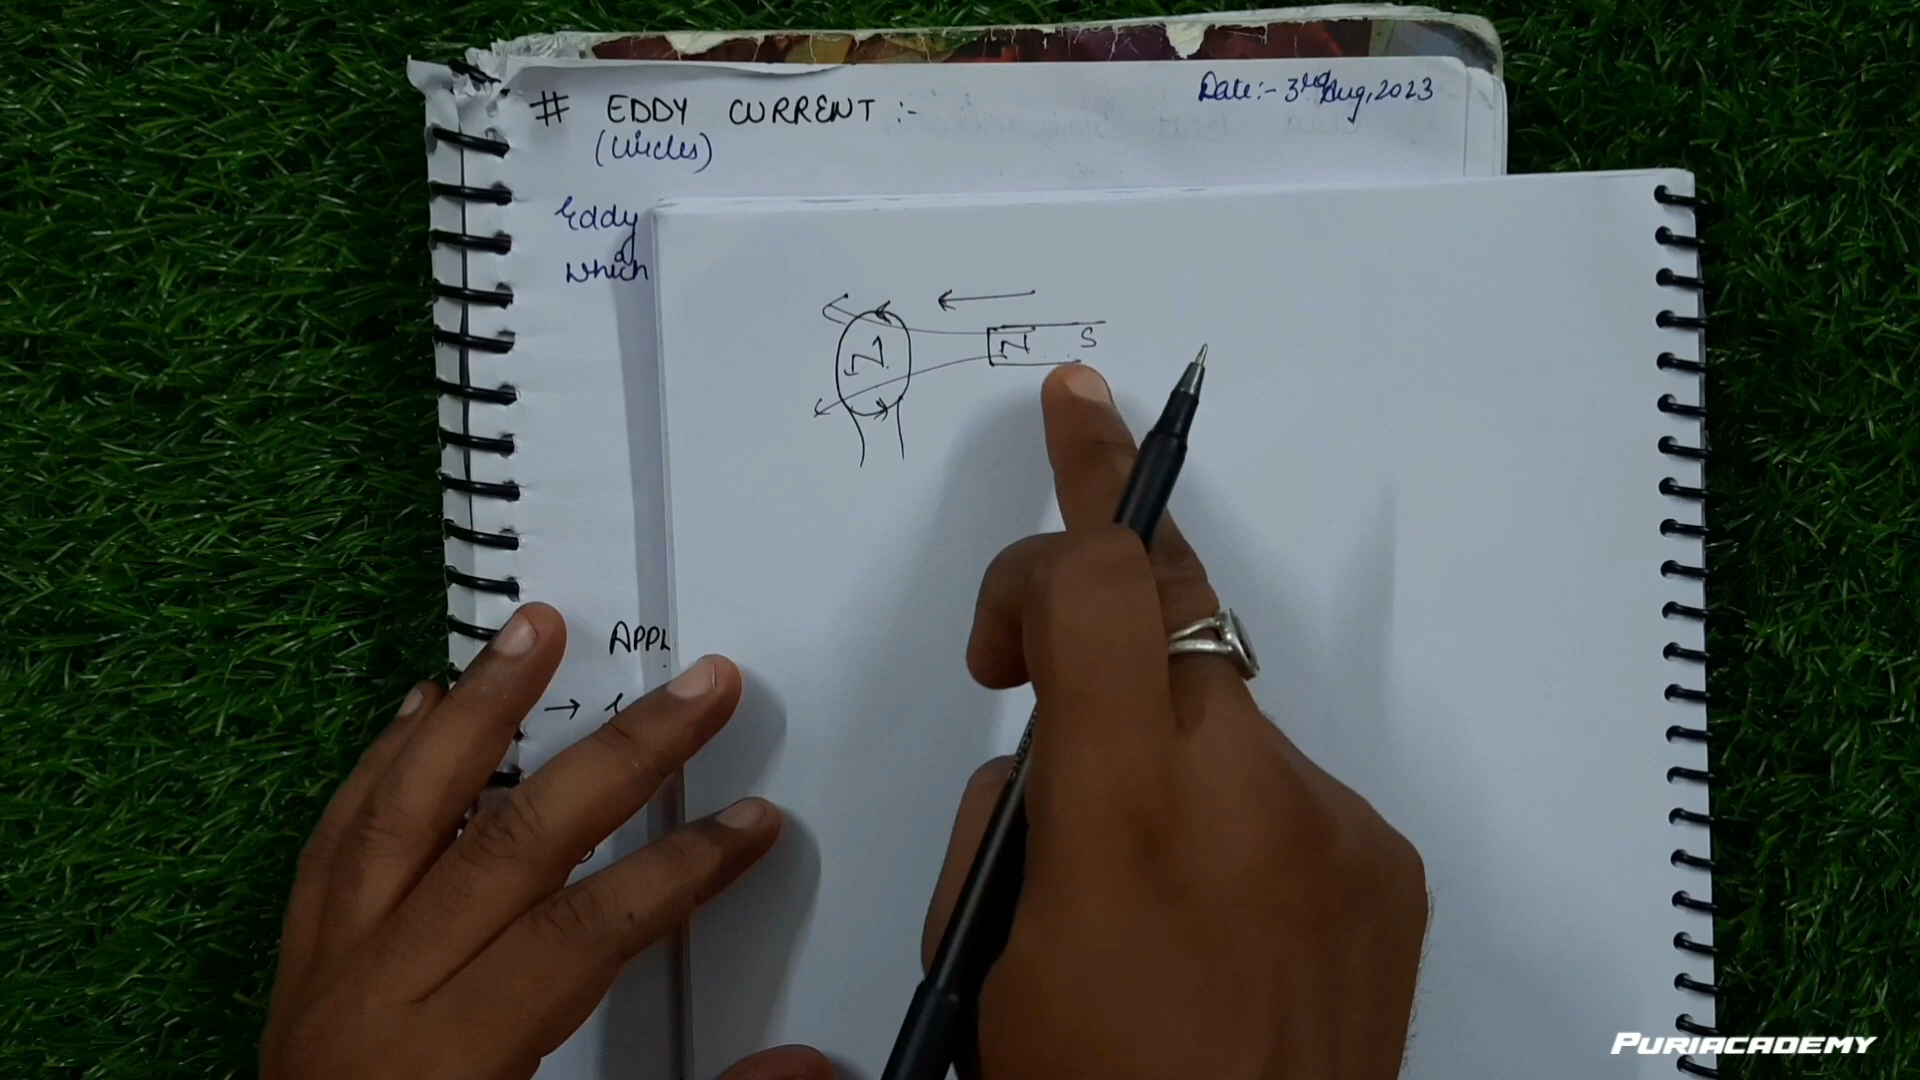 # EDDY CURRENT :-
Date:- 3rd Aug, 2023
(Circles)
Eddy
which
N
N
S
APPL
→
PURIACADEMY